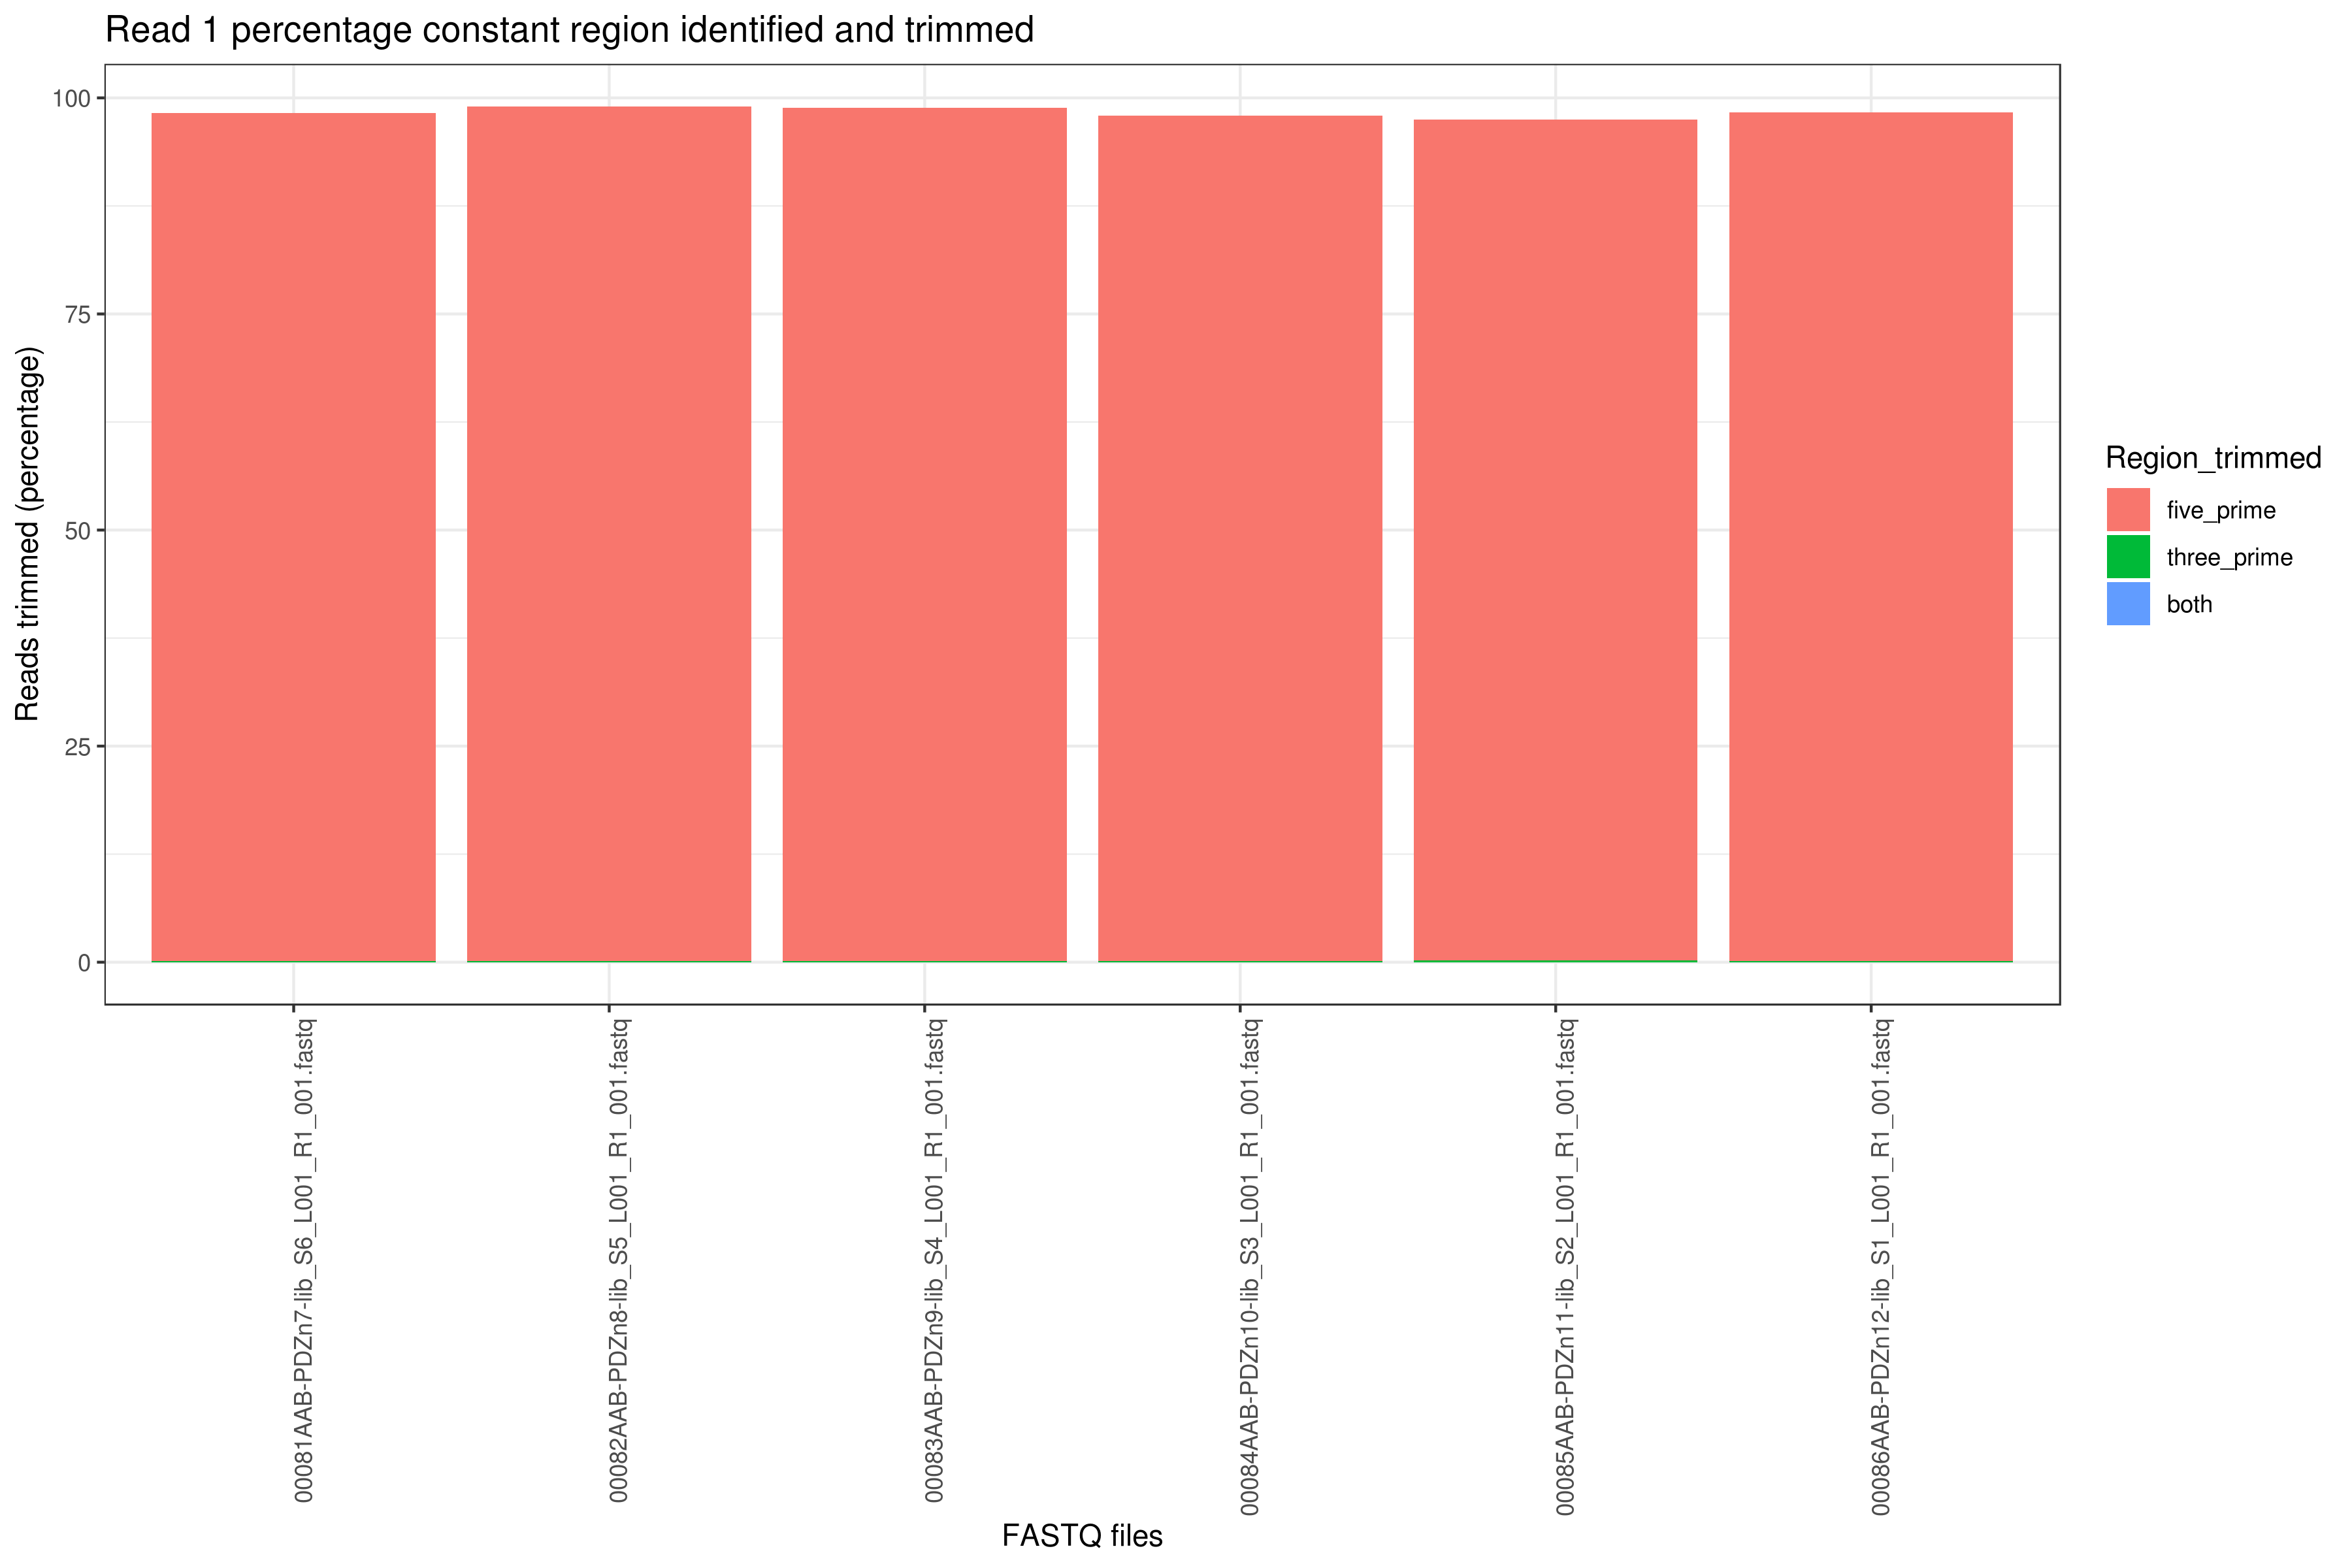 Read 1 percentage constant region identified and trimmed
100
75
50
25
0
Reads trimmed (percentage)
00081AAB-PDZn7-lib_S6_L001_R1_001.fastq
00082AAB-PDZn8-lib_S5_L001_R1_001.fastq
00083AAB-PDZn9-lib_S4_L001_R1_001.fastq
00084AAB-PDZn10-lib_S3_L001_R1_001.fastq
00085AAB-PDZn11-lib_S2_L001_R1_001.fastq
00086AAB-PDZn12-lib_S1_L001_R1_001.fastq
FASTQ files
Region_trimmed
five_prime
three_prime
both